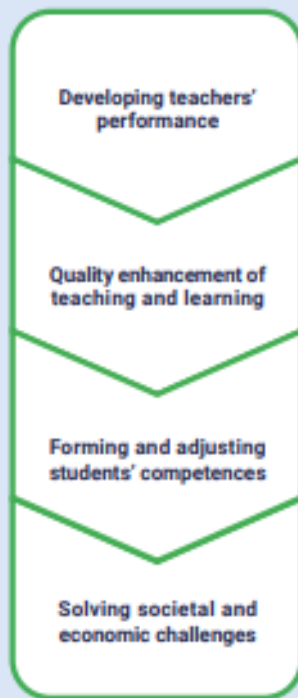 Developing teachers'
performance
Quality enhancement of
teaching and learning
Forming and adjusting
students' competences
Solving societal and
economic challenges